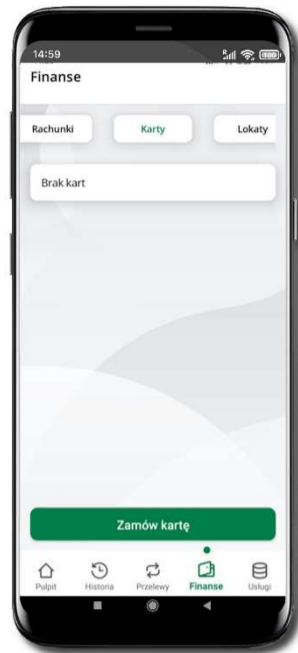 14:59
Finanse
Rachunki Karty Lokaty
Brak kart
Zamów kartę
Pulpit Historia Przelewy Finanse Usługi